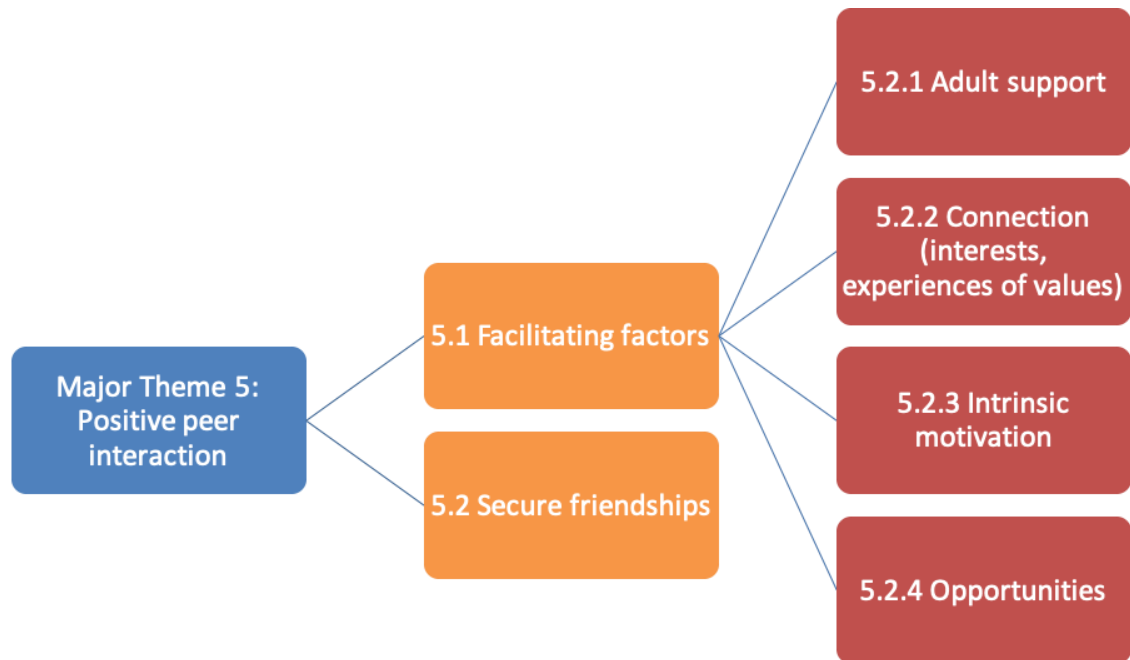 Major Theme 5:
Positive peer
interaction
5.1 Facilitating factors
5.2 Secure friendships
5.2.1 Adult support
5.2.2 Connection
(interests,
experiences of values)
5.2.3 Intrinsic
motivation
5.2.4 Opportunities